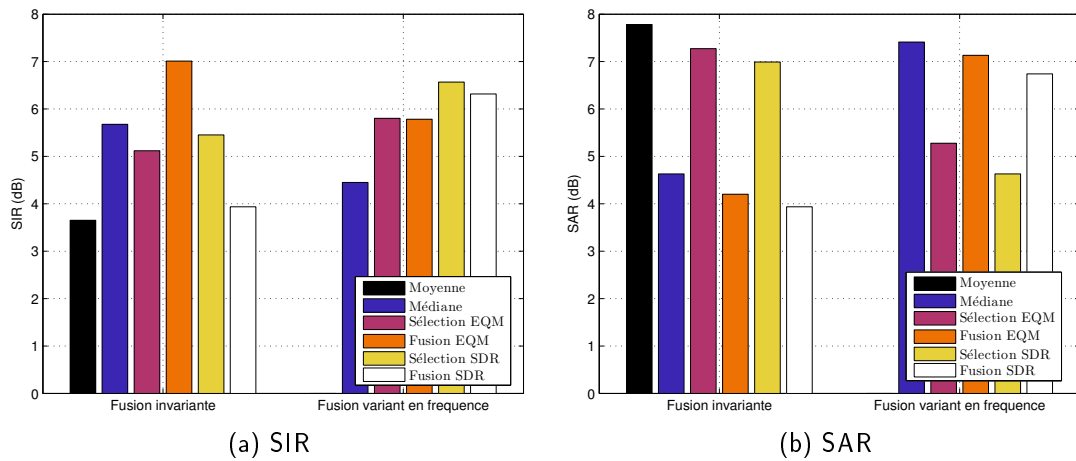 8
7
6
5
4
3
2
1
0
SIR (dB)
Moyenne
Médiane
Sélection EQM
Fusion EQM
Sélection SDR
Fusion SDR
Fusion invariante
Fusion variant en frequence
(a) SIR
8
7
6
5
4
3
2
1
0
SAR (dB)
Moyenne
Médiane
Sélection EQM
Fusion EQM
Sélection SDR
Fusion SDR
Fusion invariante
Fusion variant en frequence
(b) SAR